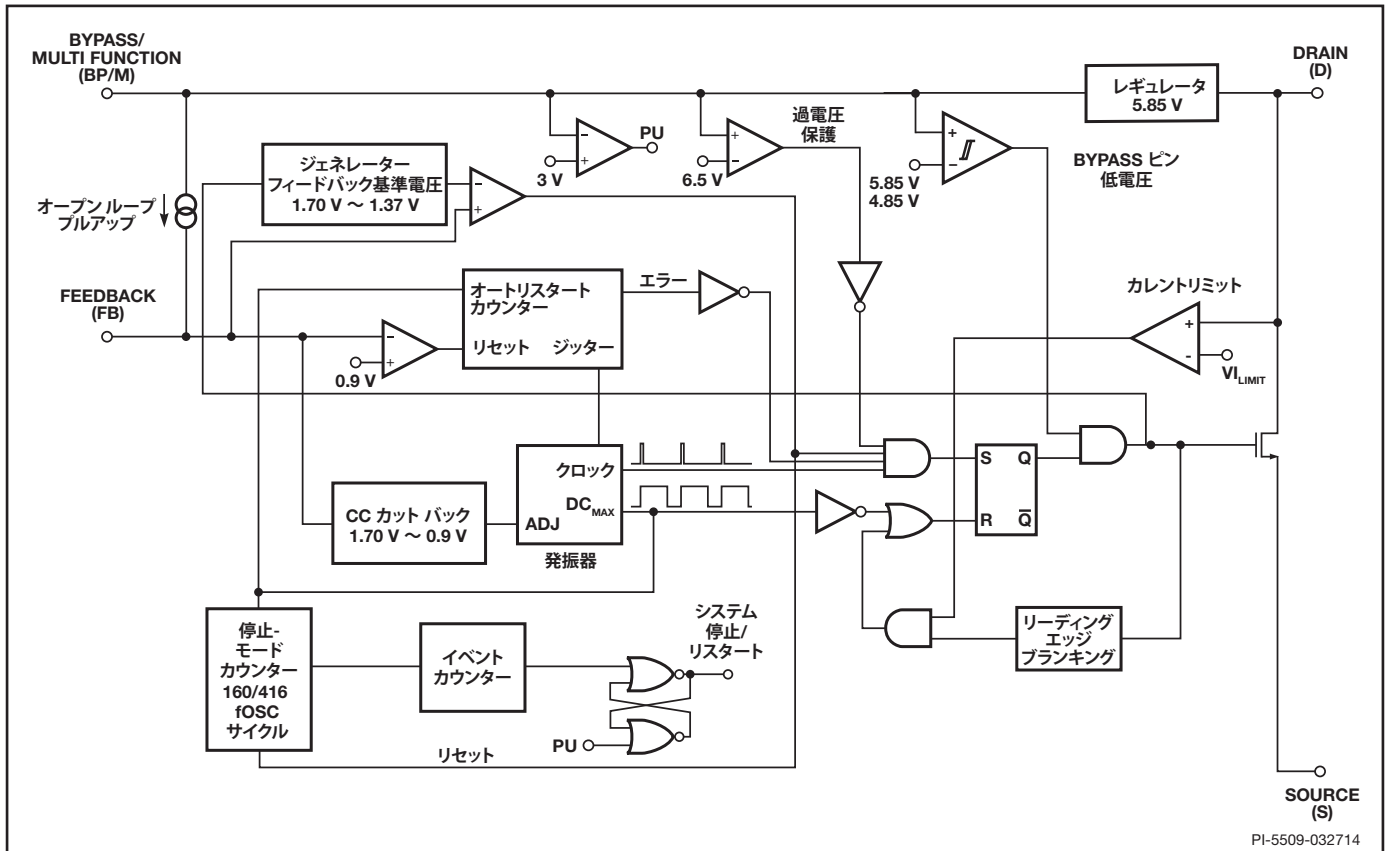 BYPASS/
MULTI FUNCTION
(BP/M)
DRAIN
(D)
レギュレータ
5.85 V
PU
3 V
過電圧
保護
6.5 V
5.85 V
4.85 V
BYPASS ピン
低電圧
ジェネレーター
フィードバック基準電圧
1.70 V ～ 1.37 V
オープン ループ
プルアップ
FEEDBACK
(FB)
オートリスタート
カウンター
リセット ジッター
エラー
0.9 V
カレントリミット
VI_LIMIT
クロック
DC_MAX
ADJ
発振器
CC カット バック
1.70 V ～ 0.9 V
S Q
R Q̅
停止-
モード
カウンター
160/416
fOSC
サイクル
イベント
カウンター
システム
停止/
リスタート
PU
リセット
リーディング
エッジ
ブランキング
SOURCE
(S)
PI-5509-032714